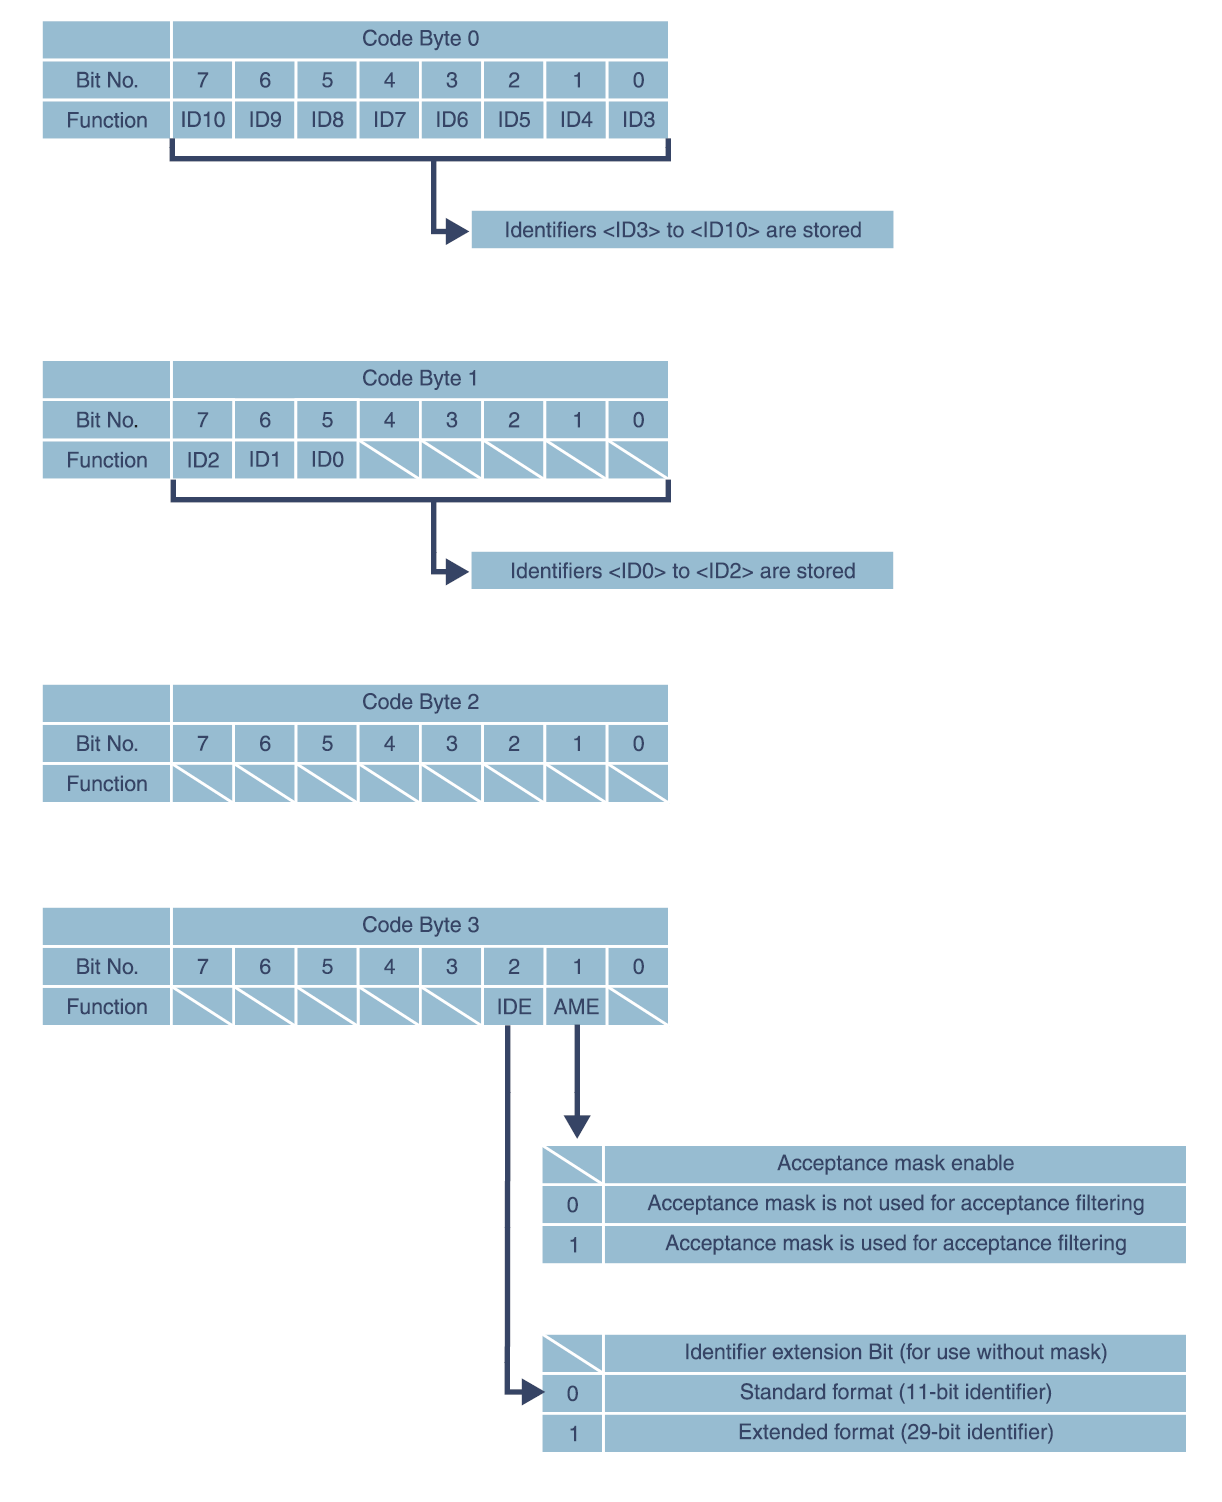 Code Byte 0
Bit No. 7 6 5 4 3 2 1 0
Function ID10 ID9 ID8 ID7 ID6 ID5 ID4 ID3
Identifiers <ID3> to <ID10> are stored
Code Byte 1
Bit No. 7 6 5 4 3 2 1 0
Function ID2 ID1 ID0
Identifiers <ID0> to <ID2> are stored
Code Byte 2
Bit No. 7 6 5 4 3 2 1 0
Function
Code Byte 3
Bit No. 7 6 5 4 3 2 1 0
Function IDE AME
Acceptance mask enable
0 Acceptance mask is not used for acceptance filtering
1 Acceptance mask is used for acceptance filtering
Identifier extension Bit (for use without mask)
0 Standard format (11-bit identifier)
1 Extended format (29-bit identifier)